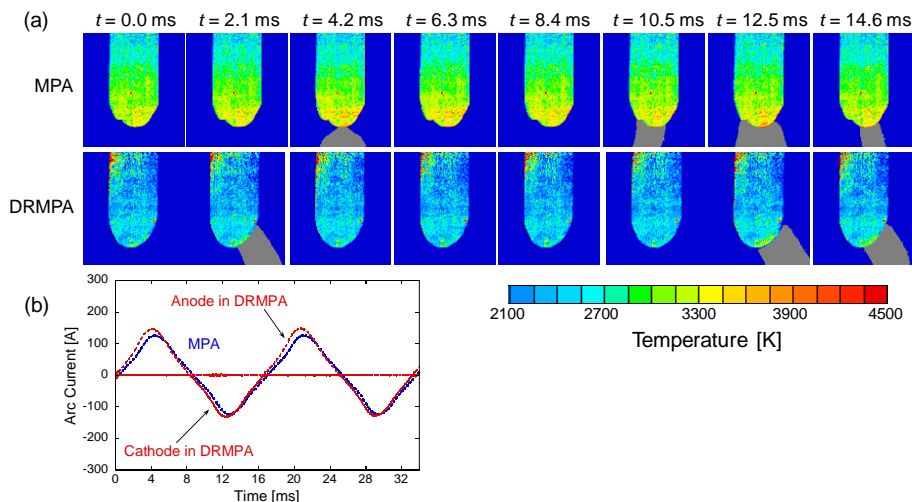 (a) t = 0.0 ms t = 2.1 ms t = 4.2 ms t = 6.3 ms t = 8.4 ms t = 10.5 ms t = 12.5 ms t = 14.6 ms
MPA
DRMPA
(b)
300
200
100
0
-100
-200
-300
Arc Current [A]
Anode in DRMPA
MPA
Cathode in DRMPA
0 4 8 12 16 20 24 28 32
Time [ms]
2100 2700 3300 3900 4500
Temperature [K]